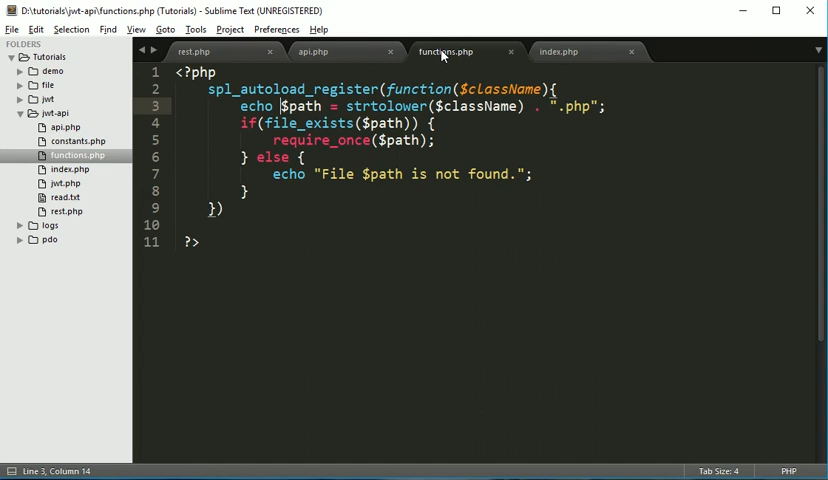 D:\tutorials\jwt-api\functions.php (Tutorials) - Sublime Text (UNREGISTERED)
File Edit Selection Find View Goto Tools Project Preferences Help
FOLDERS
Tutorials
demo
file
jwt
jwt-api
api.php
constants.php
functions.php
index.php
jwt.php
read.txt
rest.php
logs
pdo
rest.php × api.php × functions.php × index.php ×
1 <?php
2 spl_autoload_register(function($className){
3 echo $path = strtolower($className) . ".php";
4 if(file_exists($path)) {
5 require_once($path);
6 } else {
7 echo "File $path is not found.";
8 }
9 })
10
11 ?>
Line 3, Column 14 Tab Size: 4 PHP